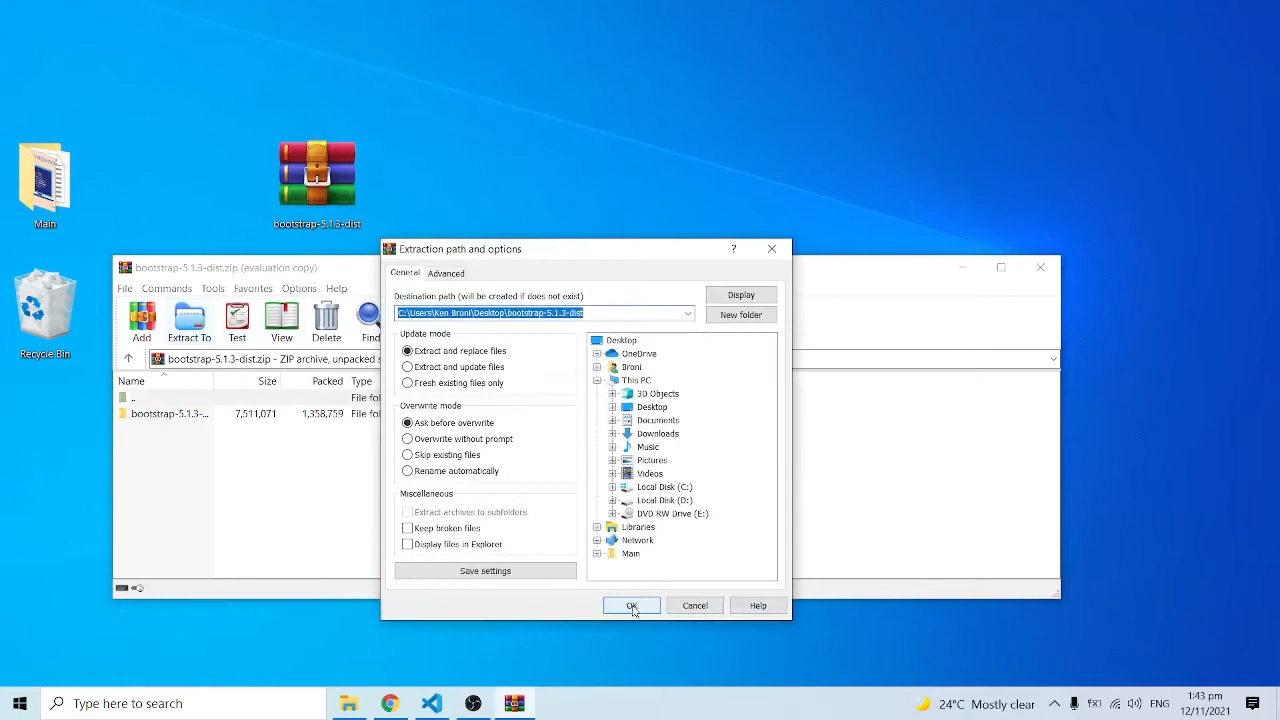 Main
bootstrap-5.1.3-dist
Recycle Bin
bootstrap-5.1.3-dist.zip (evaluation copy)
File Commands Tools Favorites Options Help
Add Extract To Test View Delete Find
bootstrap-5.1.3-dist.zip - ZIP archive, unpacked s
Name Size Packed Type
.. File fol
bootstrap-5.1.3-... 7,511,071 1,358,759 File fol
Extraction path and options
?
General Advanced
Destination path (will be created if does not exist)
C:\Users\Ken Broni\Desktop\bootstrap-5.1.3-dist
Display
New folder
Update mode
Extract and replace files
Extract and update files
Fresh existing files only
Overwrite mode
Ask before overwrite
Overwrite without prompt
Skip existing files
Rename automatically
Miscellaneous
Extract archives to subfolders
Keep broken files
Display files in Explorer
Save settings
Desktop
OneDrive
Broni
This PC
3D Objects
Desktop
Documents
Downloads
Music
Pictures
Videos
Local Disk (C:)
Local Disk (D:)
DVD RW Drive (E:)
Libraries
Network
Main
OK Cancel Help
Type here to search
24°C Mostly clear
ENG
1:43 pm
12/11/2021